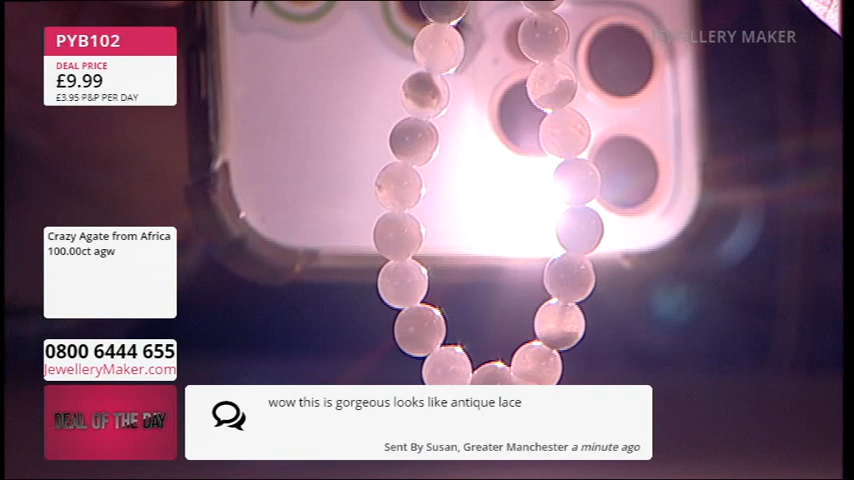 PYB102
DEAL PRICE
£9.99
£3.95 P&P PER DAY
JEWELLERY MAKER
Crazy Agate from Africa
100.00ct agw
0800 6444 655
JewelleryMaker.com
DEAL OF THE DAY
wow this is gorgeous looks like antique lace
Sent By Susan, Greater Manchester a minute ago